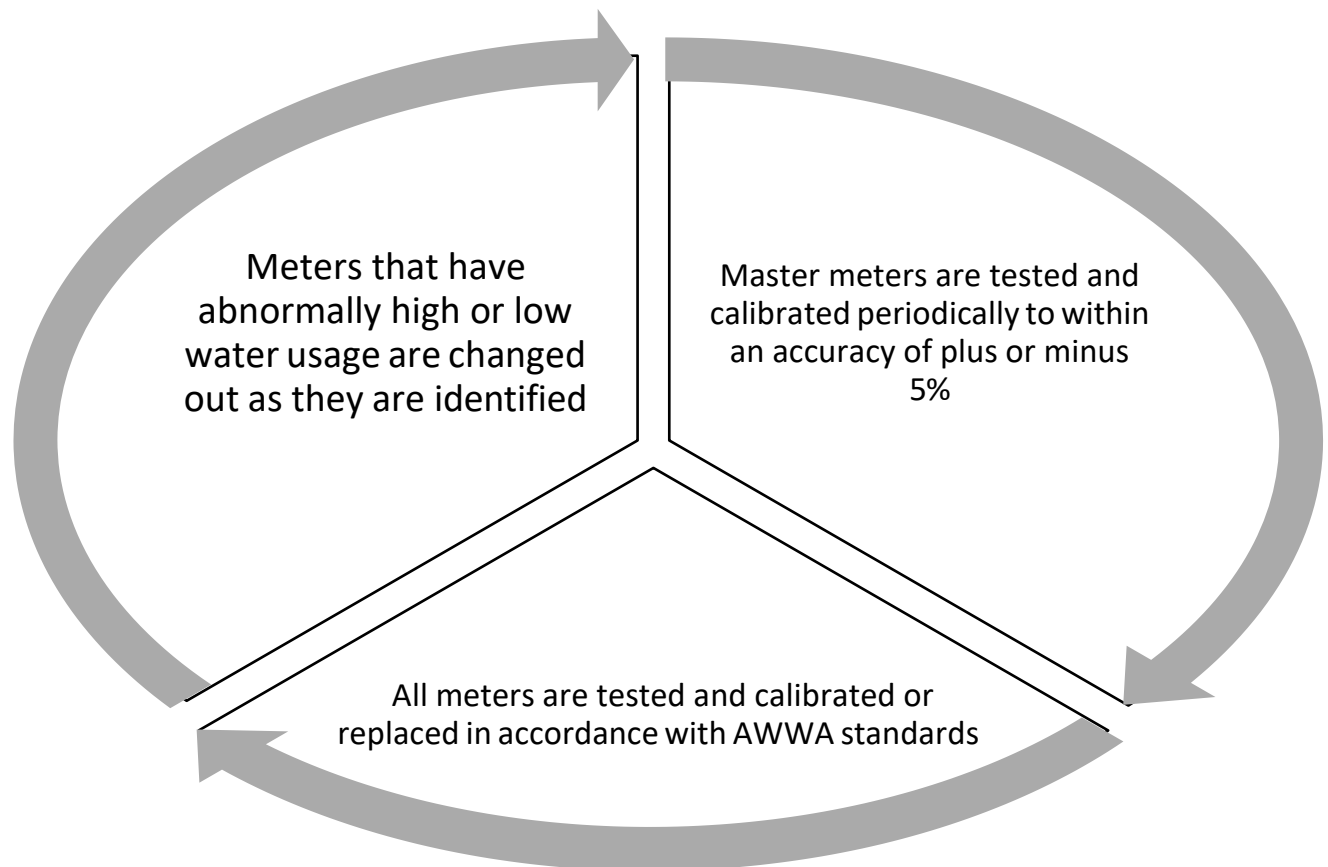 Meters that have
abnormally high or low
water usage are changed
out as they are identified
Master meters are tested and
calibrated periodically to within
an accuracy of plus or minus
5%
All meters are tested and calibrated or
replaced in accordance with AWWA standards